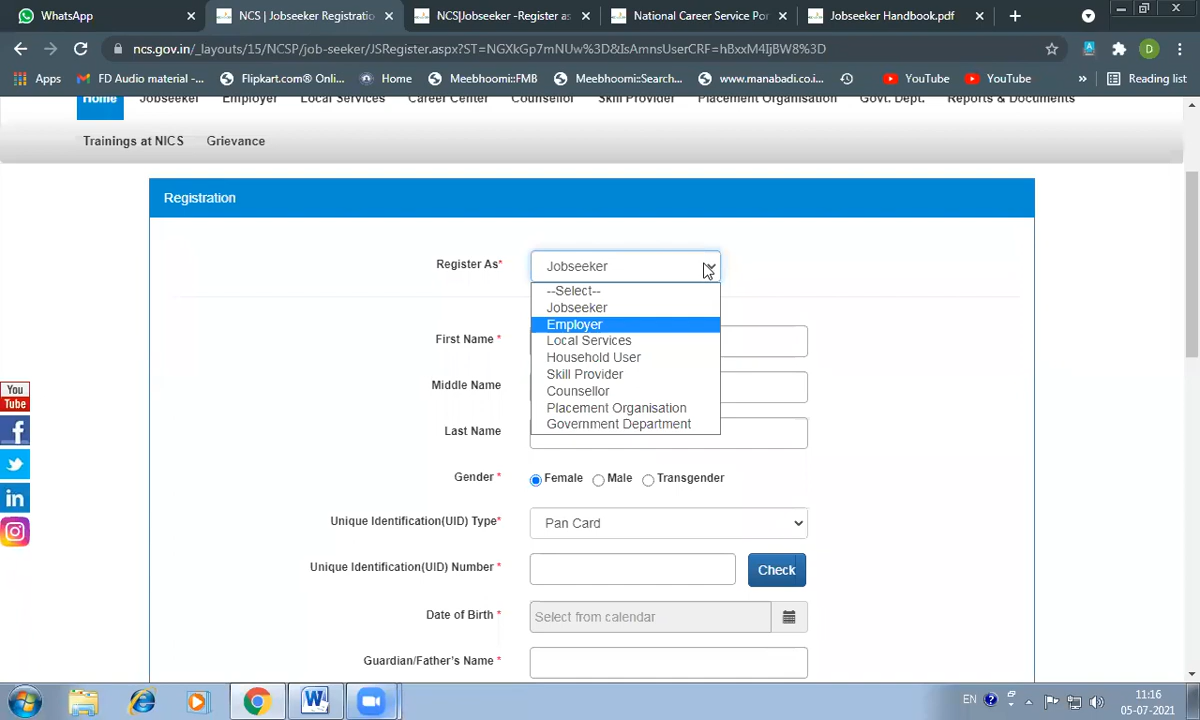 WhatsApp
NCS | Jobseeker Registratio
NCS|Jobseeker -Register as
National Career Service Por
Jobseeker Handbook.pdf
ncs.gov.in/_layouts/15/NCSP/job-seeker/JSRegister.aspx?ST=NGXkGp7mNUw%3D&IsAmnsUserCRF=hBxxM4IjBW8%3D
D
Apps
FD Audio material -...
Flipkart.com® Onli...
Home
Meebhoomi::FMB
Meebhoomi::Search...
www.manabadi.co.i...
YouTube
YouTube
»
Reading list
Home Jobseeker Employer Local Services Career Center Counsellor Skill Provider Placement Organisation Govt. Dept. Reports & Documents
Trainings at NICS Grievance
Registration
Register As* Jobseeker
--Select--
Jobseeker
Employer
Local Services
Household User
Skill Provider
Counsellor
Placement Organisation
Government Department
First Name *
Middle Name
Last Name
Gender * Female Male Transgender
Unique Identification(UID) Type* Pan Card
Unique Identification(UID) Number * Check
Date of Birth * Select from calendar
Guardian/Father's Name *
You
Tube
f
in
W
EN
11:16
05-07-2021